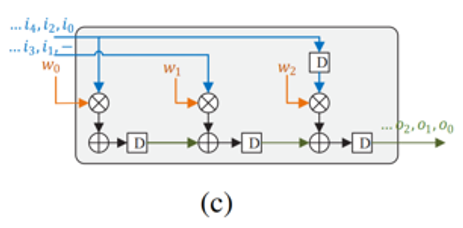 ...i₄, i₂, i₀
...i₃, i₁, −
w₀ w₁ w₂ D
D D D ...o₂, o₁, o₀
(c)